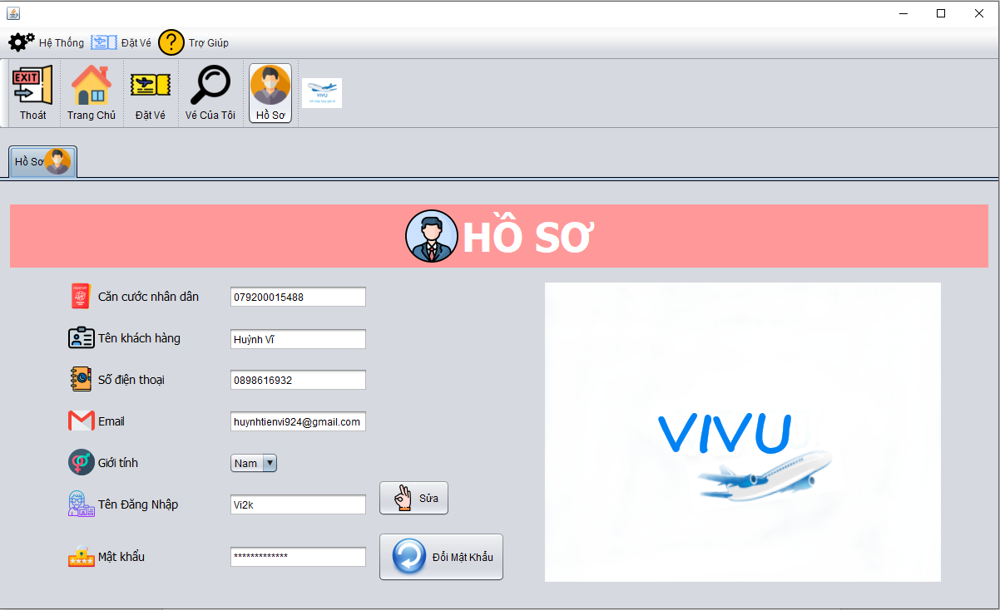 Hệ Thống Đặt Vé ? Trợ Giúp
EXIT
Thoát Trang Chủ Đặt Vé Vé Của Tôi Hồ Sơ
VIVU
Hồ Sơ
HỒ SƠ
Căn cước nhân dân 079200015488
Tên khách hàng Huỳnh Vĩ
Số điện thoại 0898616932
Email huynhtienvi924@gmail.com
Giới tính Nam
Tên Đăng Nhập Vi2k
Sửa
Mật khẩu *************
Đổi Mật Khẩu
VIVU